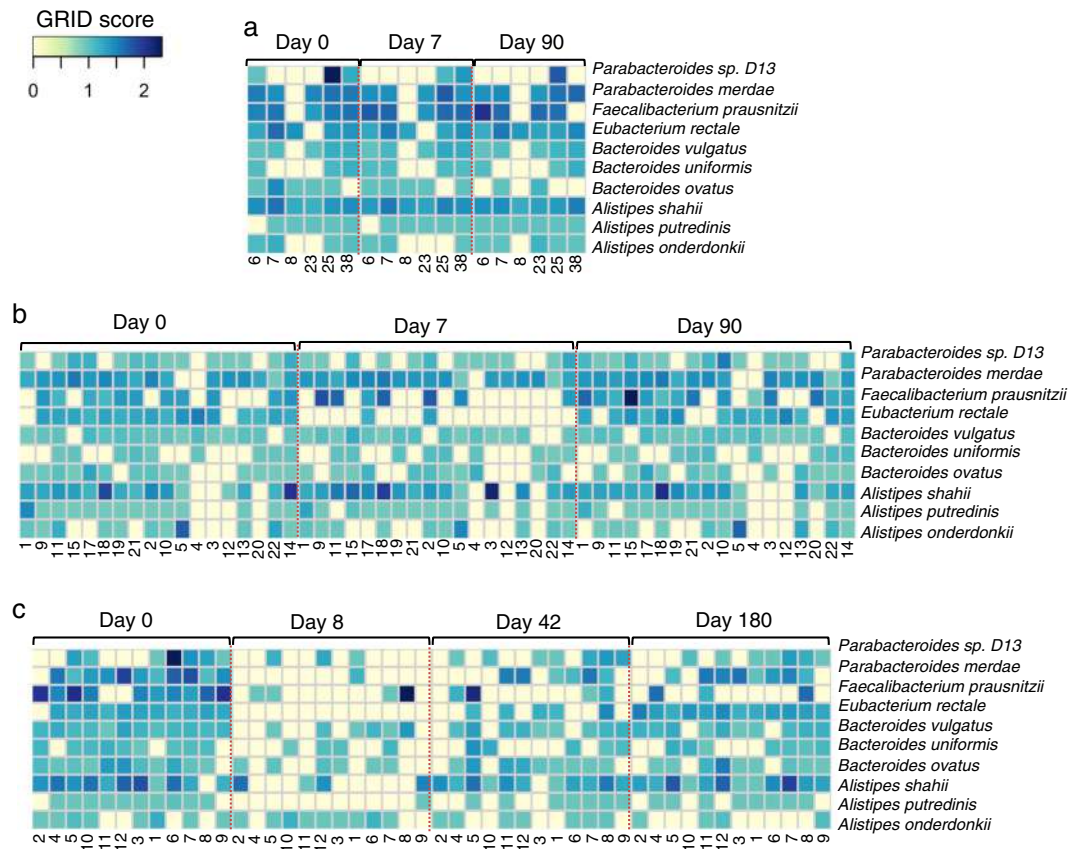 GRID score
0 1 2
a
Day 0 Day 7 Day 90
Parabacteroides sp. D13
Parabacteroides merdae
Faecalibacterium prausnitzii
Eubacterium rectale
Bacteroides vulgatus
Bacteroides uniformis
Bacteroides ovatus
Alistipes shahii
Alistipes putredinis
Alistipes onderdonkii
6 7 8 23 25 38 6 7 8 23 25 38 6 7 8 23 25 38
b
Day 0 Day 7 Day 90
Parabacteroides sp. D13
Parabacteroides merdae
Faecalibacterium prausnitzii
Eubacterium rectale
Bacteroides vulgatus
Bacteroides uniformis
Bacteroides ovatus
Alistipes shahii
Alistipes putredinis
Alistipes onderdonkii
1 9 11 15 17 18 19 21 2 10 5 4 3 12 13 20 22 14 1 9 11 15 17 18 19 21 2 10 5 4 3 12 13 20 22 14 1 9 11 15 17 18 19 21 2 10 5 4 3 12 13 20 22 14
c
Day 0 Day 8 Day 42 Day 180
Parabacteroides sp. D13
Parabacteroides merdae
Faecalibacterium prausnitzii
Eubacterium rectale
Bacteroides vulgatus
Bacteroides uniformis
Bacteroides ovatus
Alistipes shahii
Alistipes putredinis
Alistipes onderdonkii
2 4 5 10 11 12 3 1 6 7 8 9 2 4 5 10 11 12 3 1 6 7 8 9 2 4 5 10 11 12 3 1 6 7 8 9 2 4 5 10 11 12 3 1 6 7 8 9